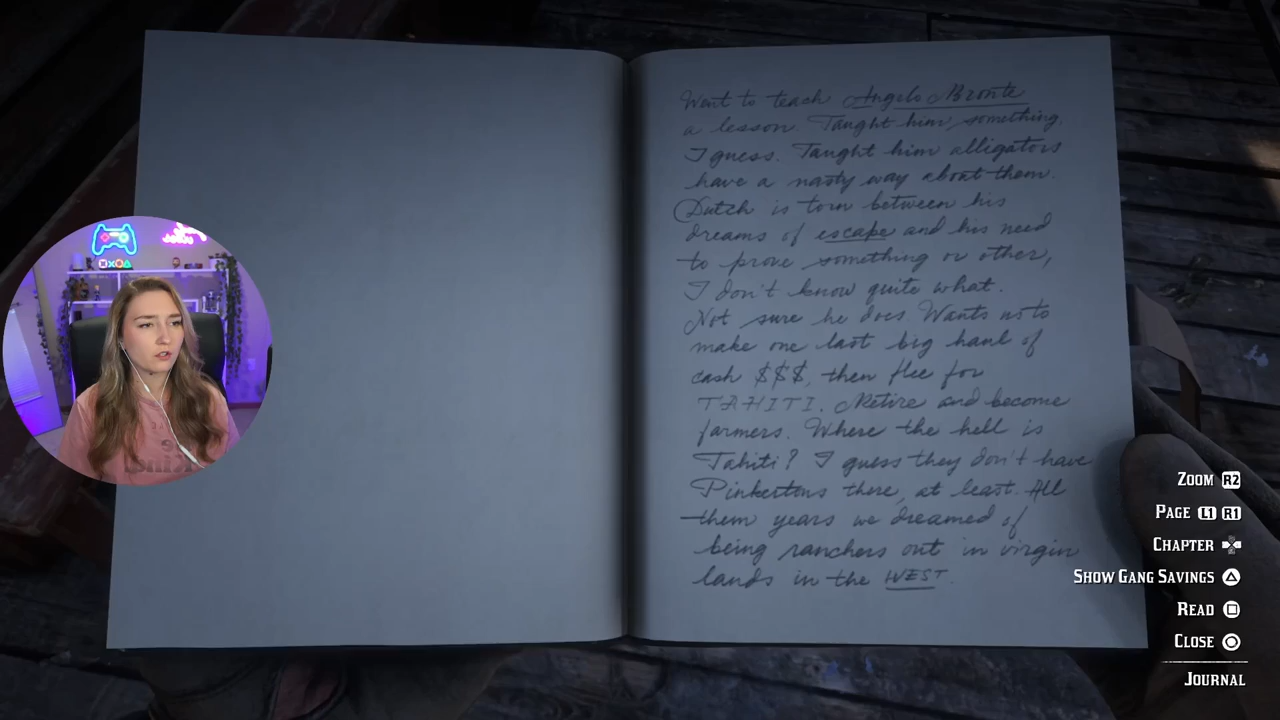 Went to teach Angelo Bronte
a lesson. Taught him something,
I guess. Taught him alligators
have a nasty way about them.
Dutch is torn between his
dreams of escape and his need
to prove something or other,
I don't know quite what.
Not sure he does. Wants us to
make one last big haul of
cash $$$, then flee for
TAHITI. Retire and become
farmers. Where the hell is
Tahiti? I guess they don't have
Pinkertons there, at least. All
them years we dreamed of
being ranchers out in virgin
lands in the WEST.
ZOOM R2
PAGE L1 R1
CHAPTER
SHOW GANG SAVINGS
READ
CLOSE
JOURNAL